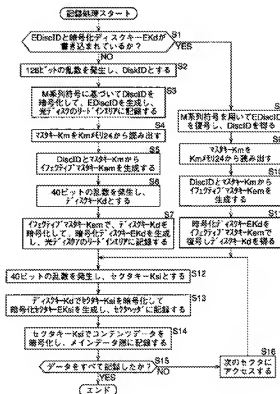 記録処理スタート
S1
EDiscIDと暗号化ディスクキーEKdが
書き込まれているか？
YES
NO
S2
128ビットの乱数を発生し、DiskIDとする
S3
M系列符号に基づいてDiscIDを
暗号化して、EDiscIDを生成し、
光ディスクのリードインエリアに記録する
S4
マスターキーKmをKmメモリ24から読み出す
S5
DiscIDとマスターキーKmから
イフェクティブマスターキーKemを生成する
S6
40ビットの乱数を発生し、
ディスクキーKdとする
S7
イフェクティブマスターキーKemで、ディスクキーKdを
暗号化して、暗号化ディスクキーEKdを生成し、
光ディスクのリードインエリアに記録する
M系列符号を用いてEDiscID
を復号し、DiscIDを得る
マスターキーKmを
Kmメモリ24から読み出す
S10
DiscIDとマスターキーKmから
イフェクティブマスターキーKemを
生成する
暗号化ディスクキーEKdを
イフェクティブマスターキーKemで
復号しディスクキーKdを得る
S12
40ビットの乱数を発生し、セクタキーKsiとする
S13
ディスクキーKdでセクタキーKsiを暗号化して
暗号化セクタキーEKsiを生成し、セクタヘッダに記録する
S14
セクタキーKsiでコンテンツデータを
暗号化し、メインデータ部に記録する
S15
データをすべて記録したか？
NO
YES
S16
次のセクタに
アクセスする
エンド